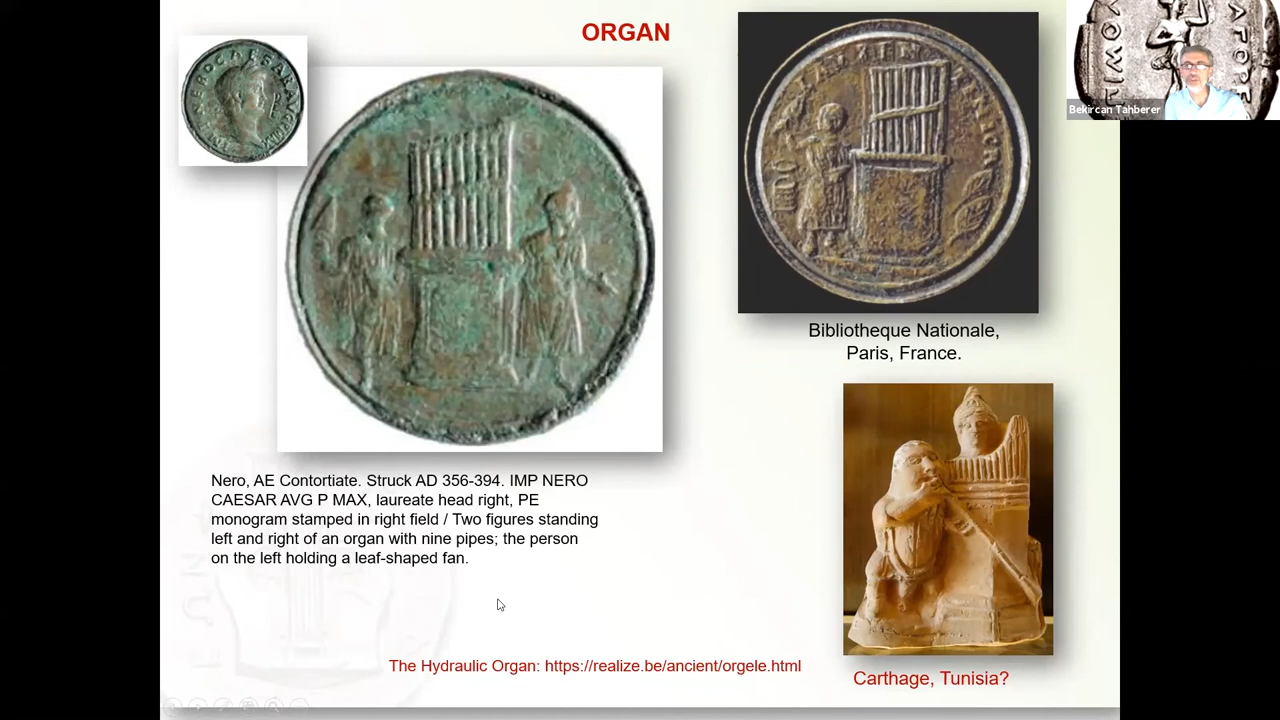 ORGAN
Bibliotheque Nationale,
Paris, France.
Nero, AE Contortiate. Struck AD 356-394. IMP NERO
CAESAR AVG P MAX, laureate head right, PE
monogram stamped in right field / Two figures standing
left and right of an organ with nine pipes; the person
on the left holding a leaf-shaped fan.
The Hydraulic Organ: https://realize.be/ancient/orgele.html
Carthage, Tunisia?
Bekircan Tahberer